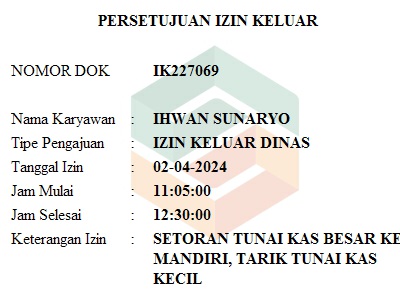 PERSETUJUAN IZIN KELUAR
NOMOR DOK IK227069
Nama Karyawan : IHWAN SUNARYO
Tipe Pengajuan : IZIN KELUAR DINAS
Tanggal Izin : 02-04-2024
Jam Mulai : 11:05:00
Jam Selesai : 12:30:00
Keterangan Izin : SETORAN TUNAI KAS BESAR KE
MANDIRI, TARIK TUNAI KAS
KECIL